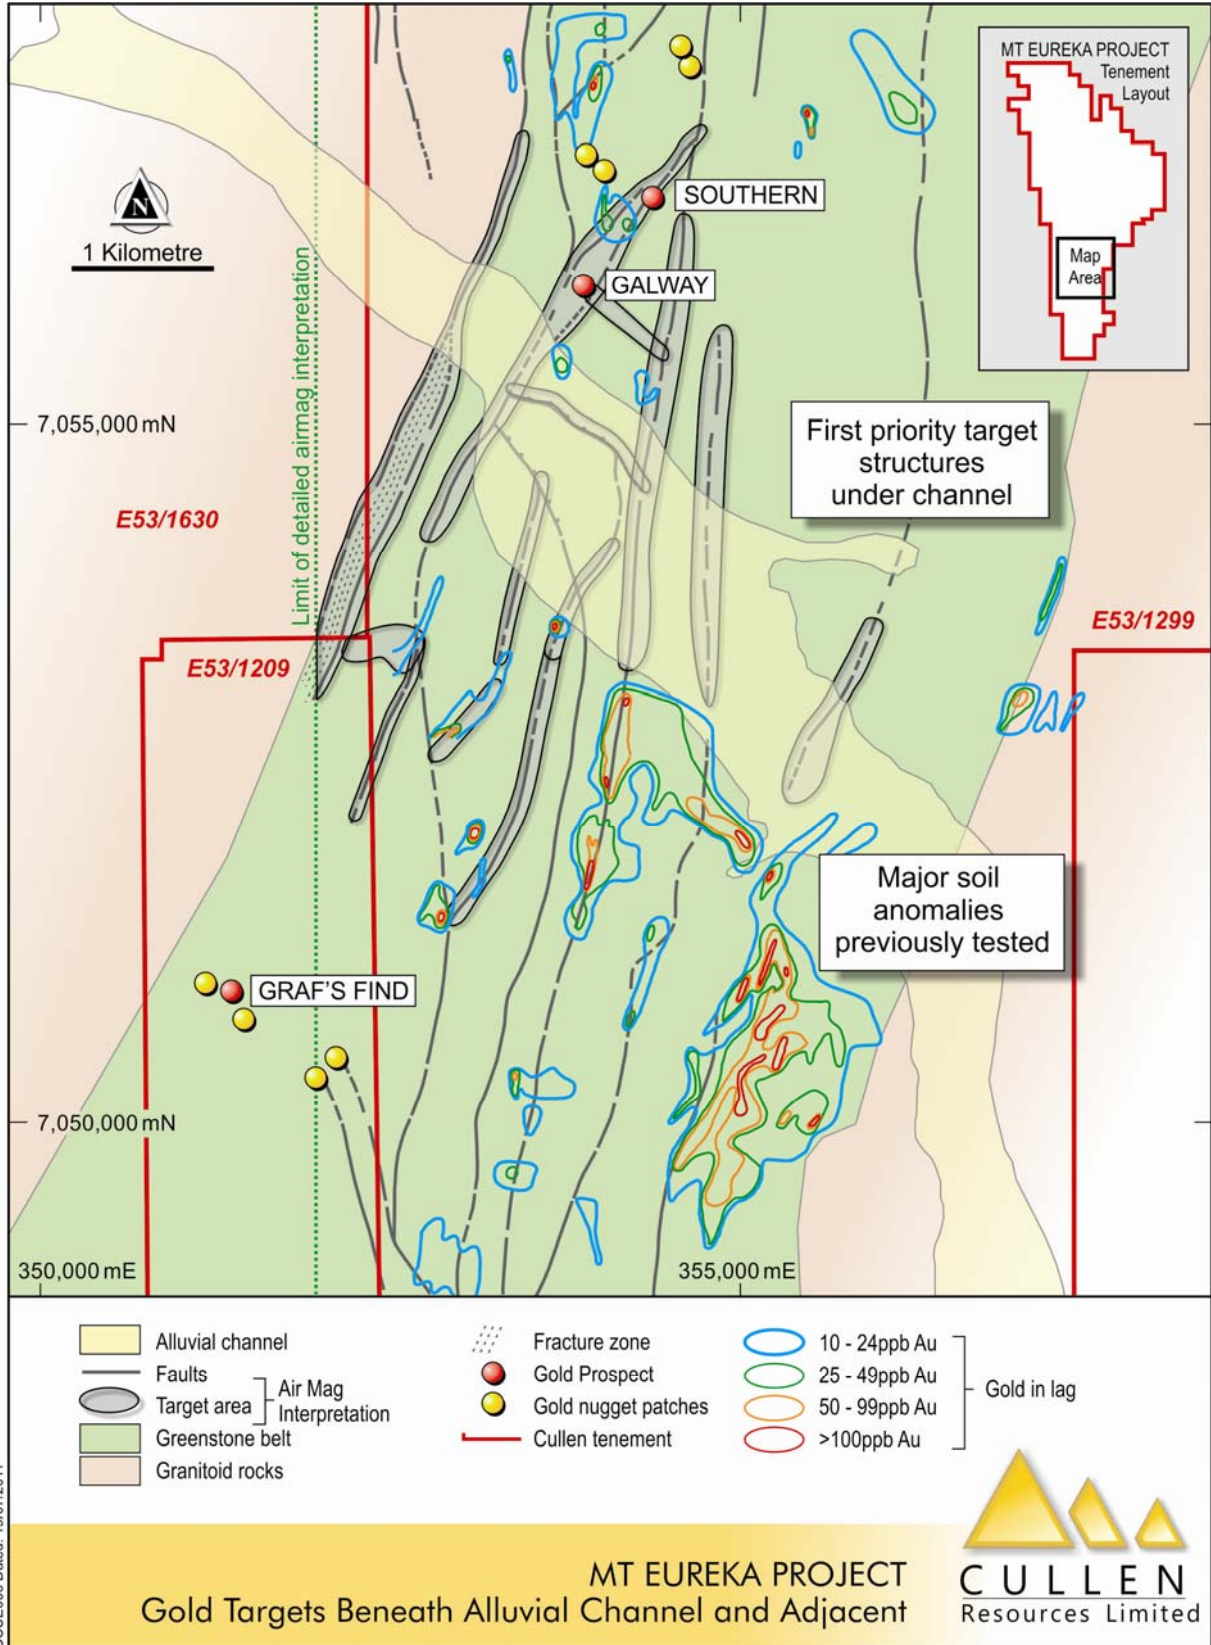 MT EUREKA PROJECT
Tenement
Layout
Map
Area
N
1 Kilometre
SOUTHERN
GALWAY
Limit of detailed airmag interpretation
7,055,000 mN
First priority target
structures
under channel
E53/1630
E53/1299
E53/1209
Major soil
anomalies
previously tested
GRAF'S FIND
7,050,000 mN
350,000 mE
355,000 mE
Alluvial channel
Faults
Target area
Air Mag
Interpretation
Greenstone belt
Granitoid rocks
Fracture zone
Gold Prospect
Gold nugget patches
Cullen tenement
10 - 24ppb Au
25 - 49ppb Au
50 - 99ppb Au
>100ppb Au
Gold in lag
MT EUREKA PROJECT
Gold Targets Beneath Alluvial Channel and Adjacent
CULLEN
Resources Limited